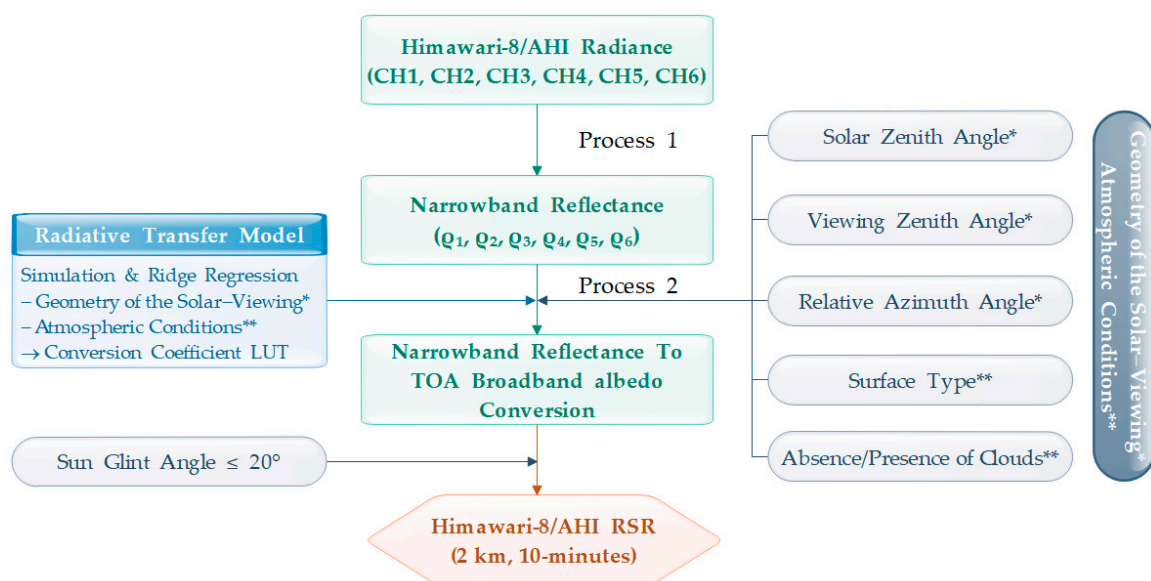 Himawari-8/AHI Radiance
(CH1, CH2, CH3, CH4, CH5, CH6)
Process 1
Narrowband Reflectance
(ϱ₁, ϱ₂, ϱ₃, ϱ₄, ϱ₅, ϱ₆)
Process 2
Radiative Transfer Model
Simulation & Ridge Regression
– Geometry of the Solar–Viewing*
– Atmospheric Conditions**
→ Conversion Coefficient LUT
Narrowband Reflectance To
TOA Broadband albedo
Conversion
Sun Glint Angle ≤ 20°
Himawari-8/AHI RSR
(2 km, 10-minutes)
Solar Zenith Angle*
Viewing Zenith Angle*
Relative Azimuth Angle*
Surface Type**
Absence/Presence of Clouds**
Geometry of the Solar–Viewing*
Atmospheric Conditions**